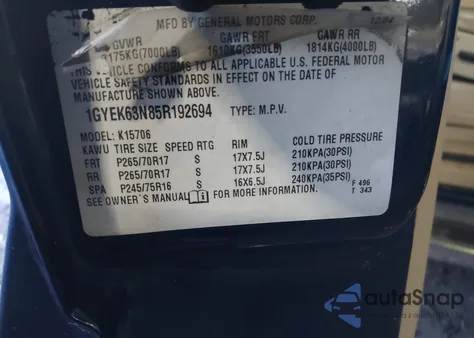 MFD BY GENERAL MOTORS CORP. 12/04
GVWR GAWR FRT GAWR RR
3175KG(7000LB) 1610KG(3550LB) 1814KG(4000LB)
THIS VEHICLE CONFORMS TO ALL APPLICABLE U.S. FEDERAL MOTOR
VEHICLE SAFETY STANDARDS IN EFFECT ON THE DATE OF
MANUFACTURE SHOWN ABOVE.
1GYEK63N85R192694 TYPE: M.P.V.
MODEL: K15706
KAWU TIRE SIZE SPEED RTG RIM COLD TIRE PRESSURE
FRT P265/70R17 S 17X7.5J 210KPA(30PSI)
RR P265/70R17 S 17X7.5J 210KPA(30PSI)
SPA P245/75R16 S 16X6.5J 240KPA(35PSI)
SEE OWNER'S MANUAL FOR MORE INFORMATION.
F 496
T 343
autoSnap